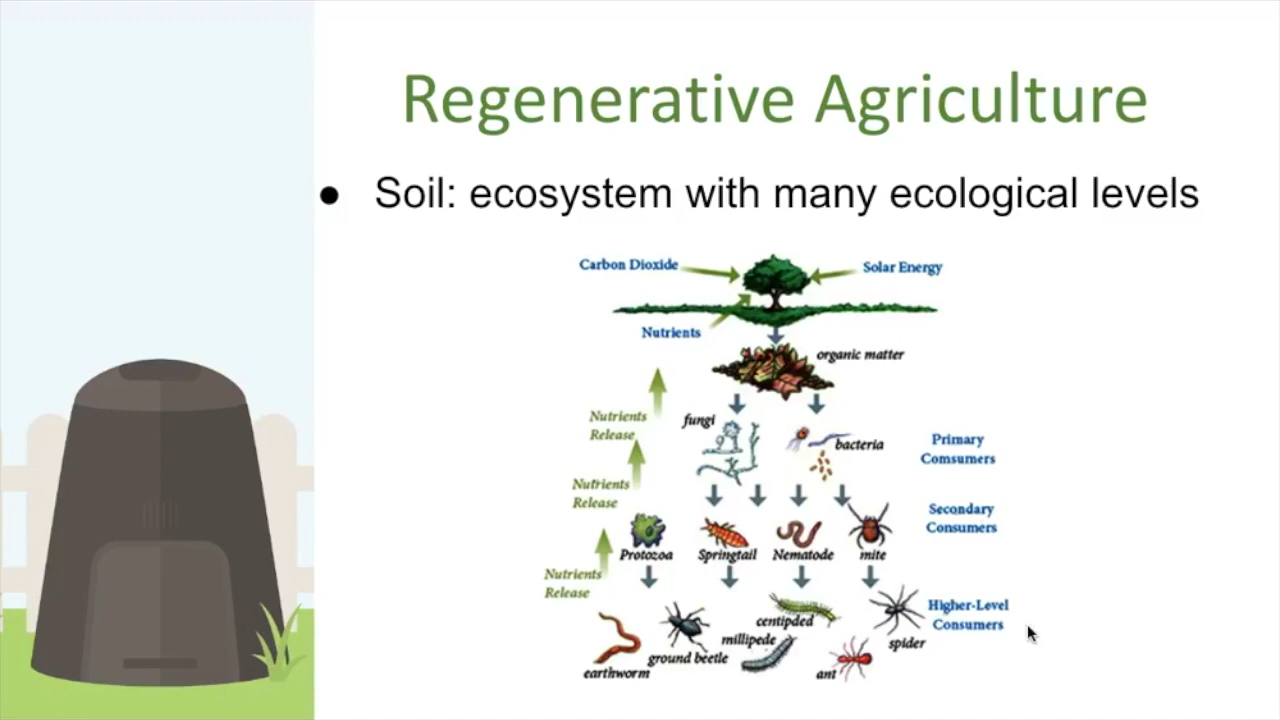 Regenerative Agriculture
● Soil: ecosystem with many ecological levels
Carbon Dioxide
Solar Energy
Nutrients
organic matter
Nutrients
Release
fungi
bacteria
Primary
Comsumers
Nutrients
Release
Secondary
Consumers
Protozoa
Springtail
Nematode
mite
Nutrients
Release
Higher-Level
Consumers
centipded
millipede
spider
ground beetle
earthworm
ant